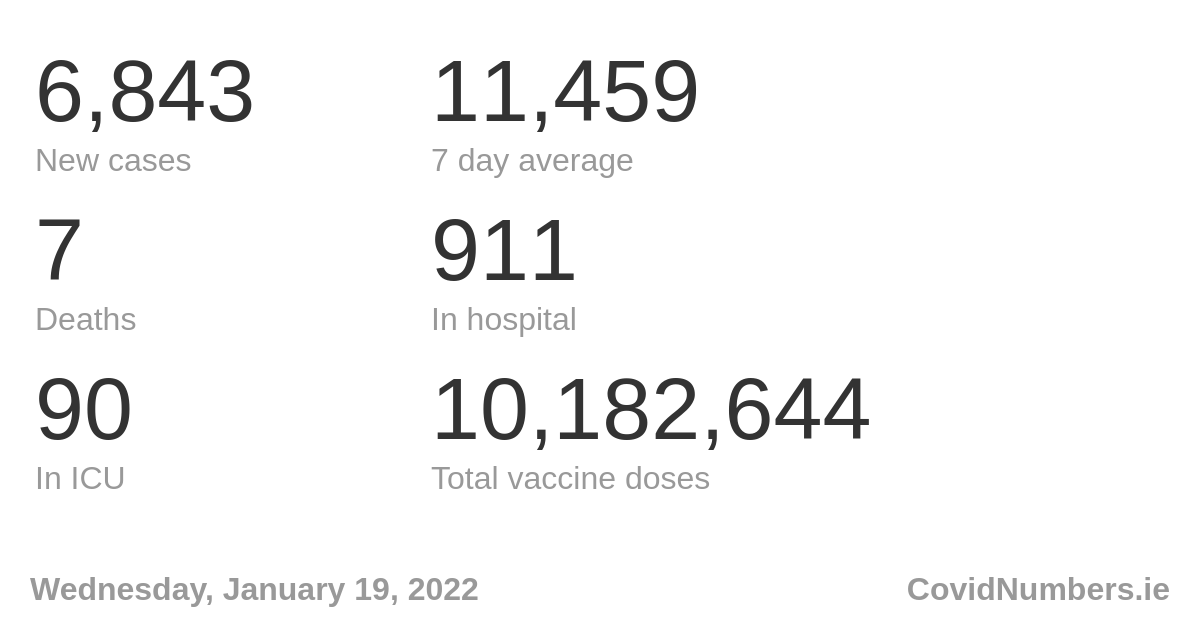 6,843
11,459
New cases
7 day average
7
911
Deaths
In hospital
90
10,182,644
In ICU
Total vaccine doses
Wednesday, January 19, 2022
CovidNumbers.ie